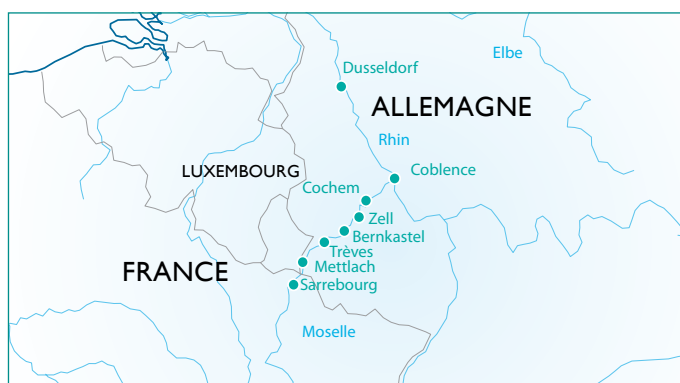 Elbe
Dusseldorf
ALLEMAGNE
Rhin
LUXEMBOURG
Coblence
Cochem
Zell
Bernkastel
Trèves
Mettlach
FRANCE
Sarrebourg
Moselle